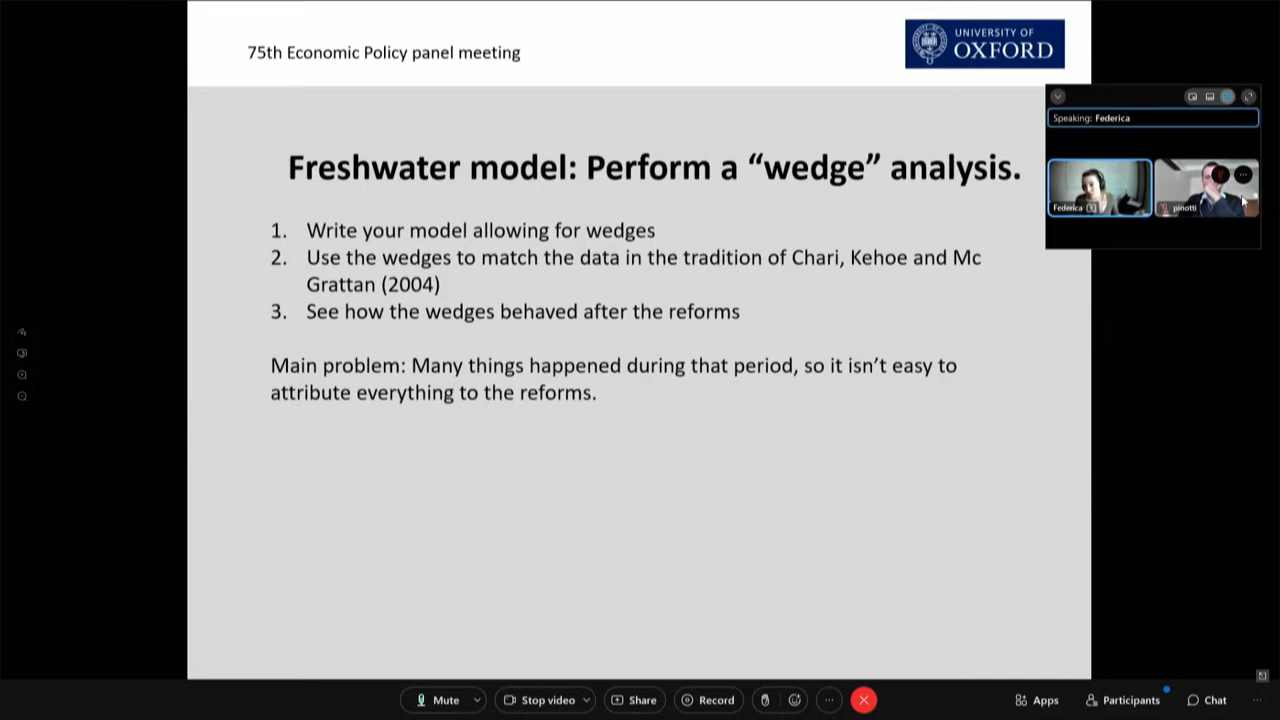 75th Economic Policy panel meeting
UNIVERSITY OF
OXFORD
Speaking: Federica
Freshwater model: Perform a “wedge” analysis.
Federica
pinotti
1. Write your model allowing for wedges
2. Use the wedges to match the data in the tradition of Chari, Kehoe and Mc
Grattan (2004)
3. See how the wedges behaved after the reforms
Main problem: Many things happened during that period, so it isn’t easy to
attribute everything to the reforms.
Mute
Stop video
Share
Record
Apps
Participants
Chat